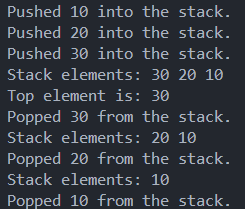 Pushed 10 into the stack.
Pushed 20 into the stack.
Pushed 30 into the stack.
Stack elements: 30 20 10
Top element is: 30
Popped 30 from the stack.
Stack elements: 20 10
Popped 20 from the stack.
Stack elements: 10
Popped 10 from the stack.